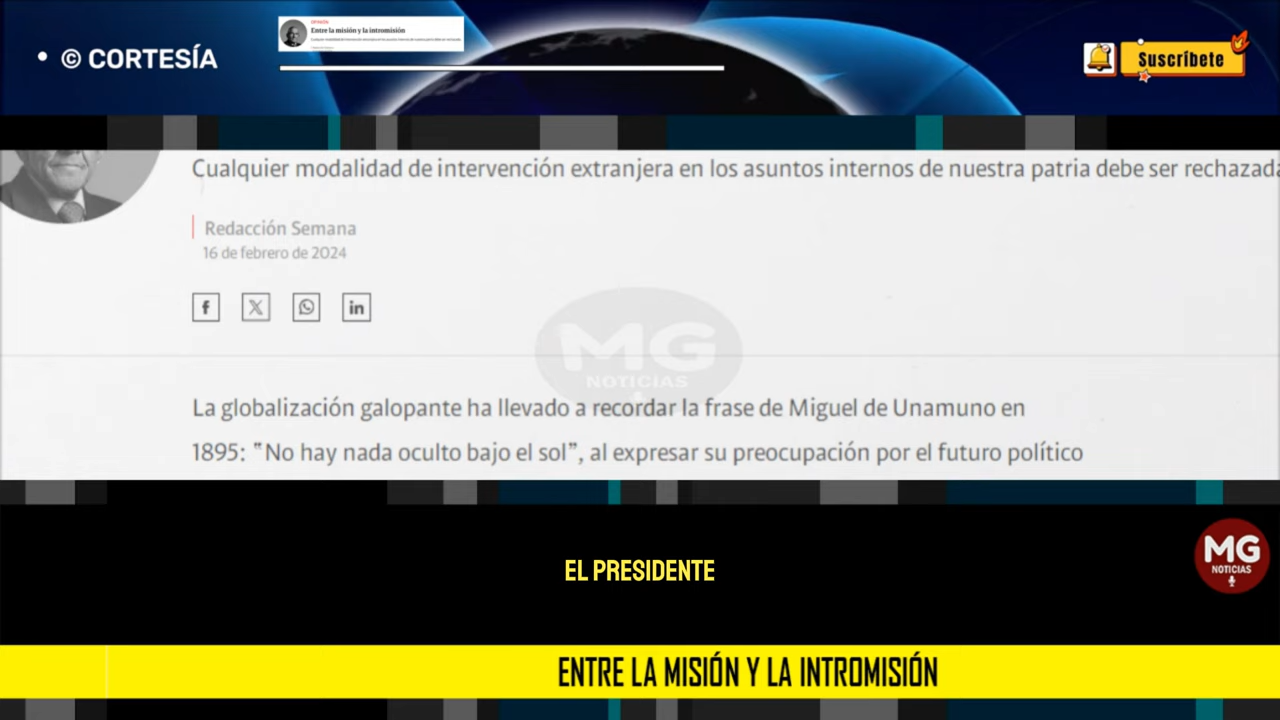 OPINIÓN
Entre la misión y la intromisión
© CORTESÍA
Suscríbete
Cualquier modalidad de intervención extranjera en los asuntos internos de nuestra patria debe ser rechazada
Redacción Semana
16 de febrero de 2024
MG
NOTICIAS
La globalización galopante ha llevado a recordar la frase de Miguel de Unamuno en
1895: “No hay nada oculto bajo el sol”, al expresar su preocupación por el futuro político
EL PRESIDENTE
MG
NOTICIAS
ENTRE LA MISIÓN Y LA INTROMISIÓN